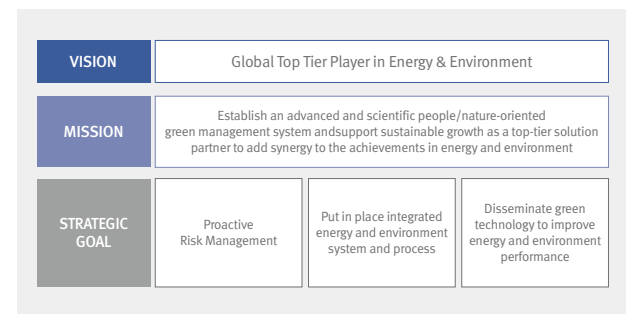 VISION
Global Top Tier Player in Energy & Environment
MISSION
Establish an advanced and scientific people/nature-oriented
green management system andsupport sustainable growth as a top-tier solution
partner to add synergy to the achievements in energy and environment
STRATEGIC
GOAL
Proactive
Risk Management
Put in place integrated
energy and environment
system and process
Disseminate green
technology to improve
energy and environment
performance